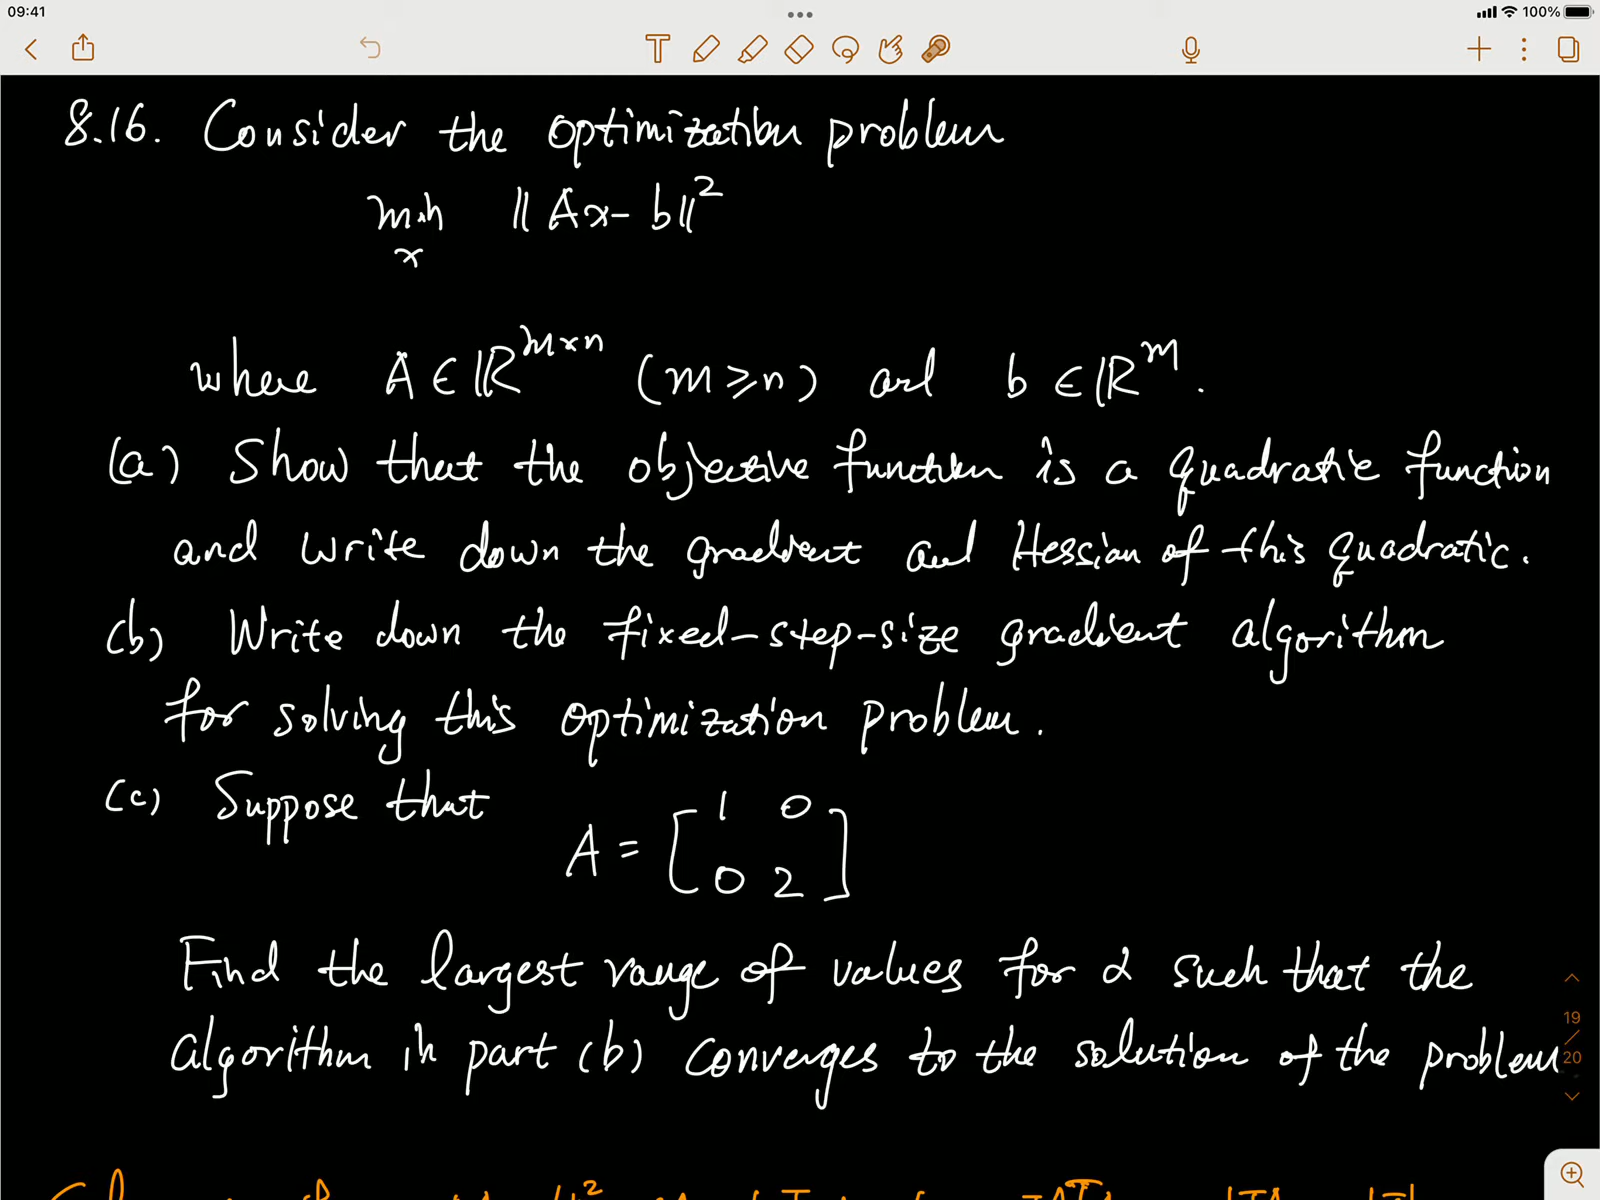 09:41
100%
8.16. Consider the optimization problem
min ‖Ax-b‖²
x
where A∈ℝ^{m×n} (m≥n) and b∈ℝ^m.
(a) Show that the objective function is a quadratic function
and write down the gradient and Hessian of this quadratic.
(b) Write down the fixed-step-size gradient algorithm
for solving this optimization problem.
(c) Suppose that
A = [1 0
0 2]
Find the largest range of values for α such that the
algorithm in part (b) converges to the solution of the problem
19
/
20